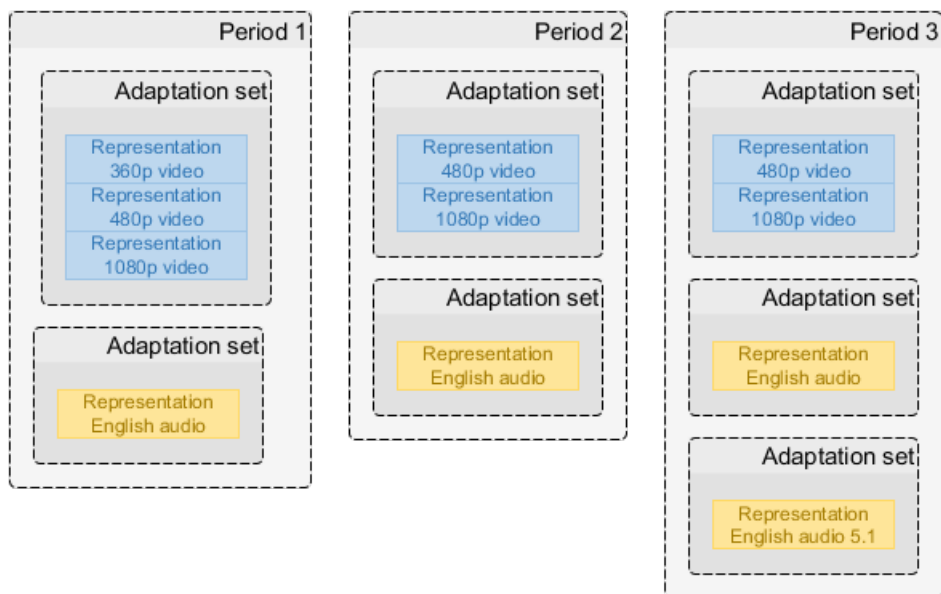 Period 1
Adaptation set
Representation
360p video
Representation
480p video
Representation
1080p video
Adaptation set
Representation
English audio
Period 2
Adaptation set
Representation
480p video
Representation
1080p video
Adaptation set
Representation
English audio
Period 3
Adaptation set
Representation
480p video
Representation
1080p video
Adaptation set
Representation
English audio
Adaptation set
Representation
English audio 5.1